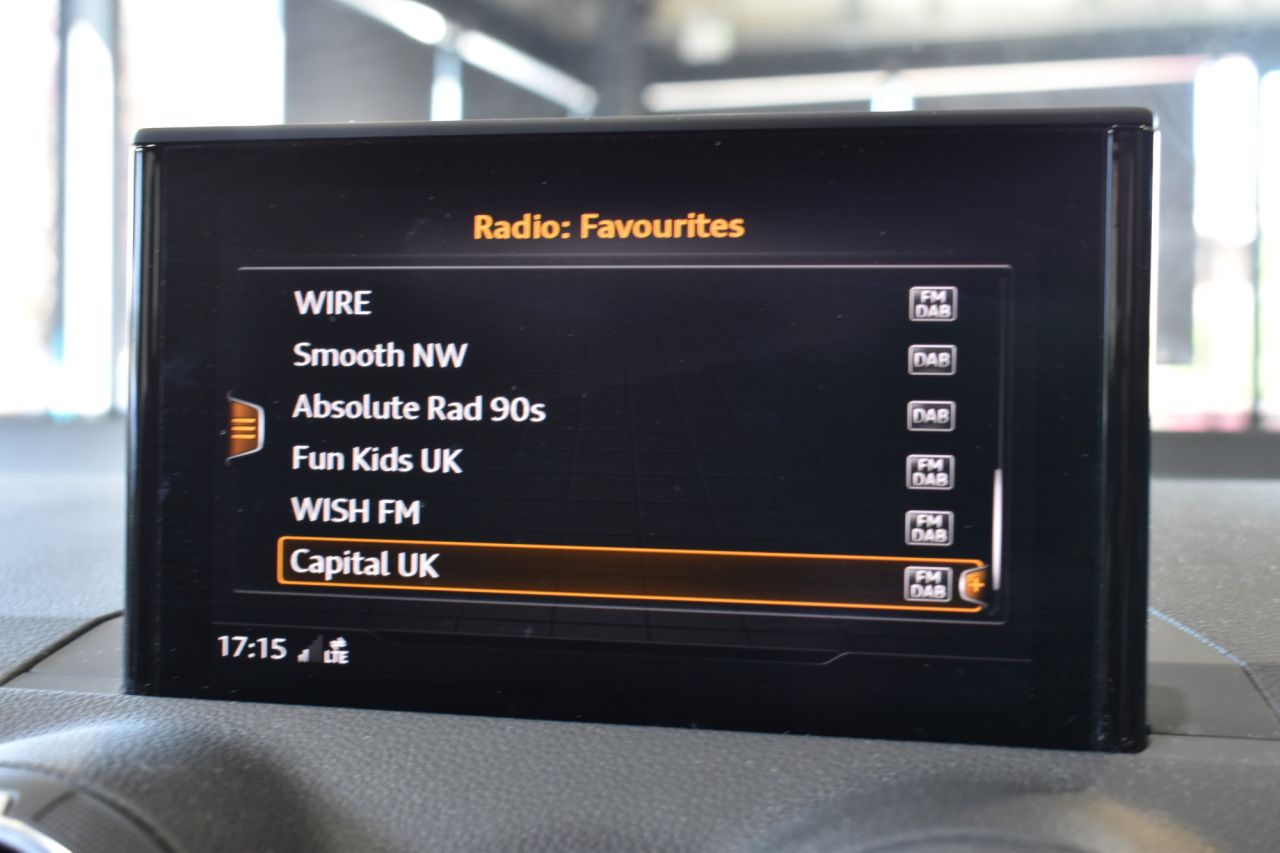 Radio: Favourites
WIRE FM DAB
Smooth NW DAB
Absolute Rad 90s DAB
Fun Kids UK FM DAB
WISH FM FM DAB
Capital UK FM DAB +
17:15 LTE